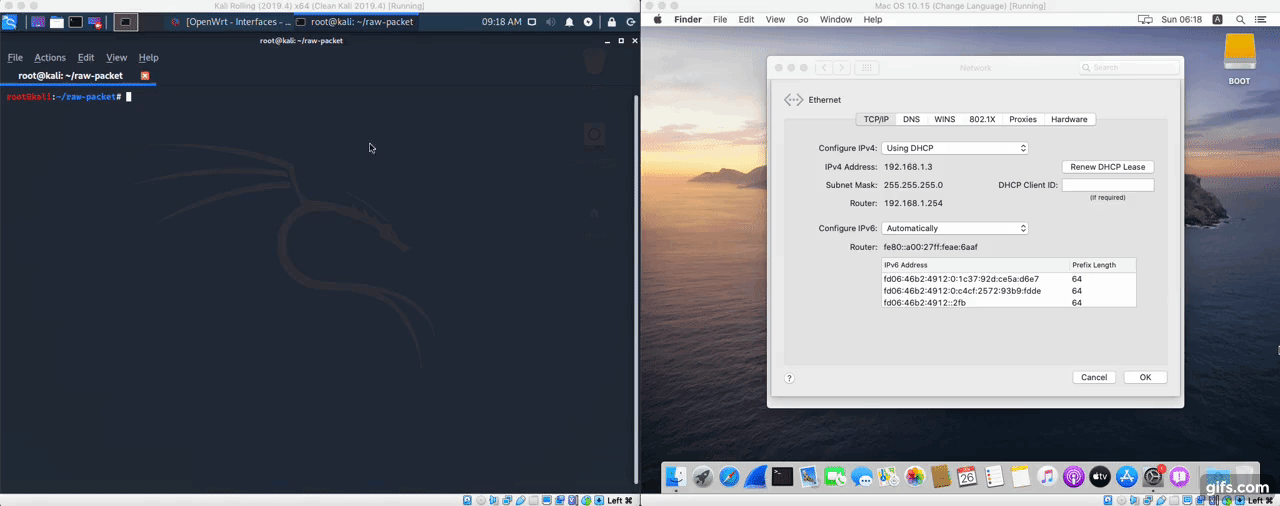 Kali Rolling (2019.4) x64 (Clean Kali 2019.4) [Running]
[OpenWrt - Interfaces - ...
root@kali: ~/raw-packet
09:18 AM
root@kali: ~/raw-packet
File Actions Edit View Help
root@kali: ~/raw-packet
root@kali:~/raw-packet#
Left ⌘
Mac OS 10.15 (Change Language) [Running]
Finder File Edit View Go Window Help
Sun 06:18
A
BOOT
Network
Search
Ethernet
TCP/IP DNS WINS 802.1X Proxies Hardware
Configure IPv4: Using DHCP
IPv4 Address: 192.168.1.3
Renew DHCP Lease
Subnet Mask: 255.255.255.0
DHCP Client ID:
(If required)
Router: 192.168.1.254
Configure IPv6: Automatically
Router: fe80::a00:27ff:feae:6aaf
IPv6 Address Prefix Length
fd06:46b2:4912:0:1c37:92d:ce5a:d6e7 64
fd06:46b2:4912:0:c4cf:2572:93b9:fdde 64
fd06:46b2:4912::2fb 64
?
Cancel OK
26
tv
gifs.com
Left ⌘